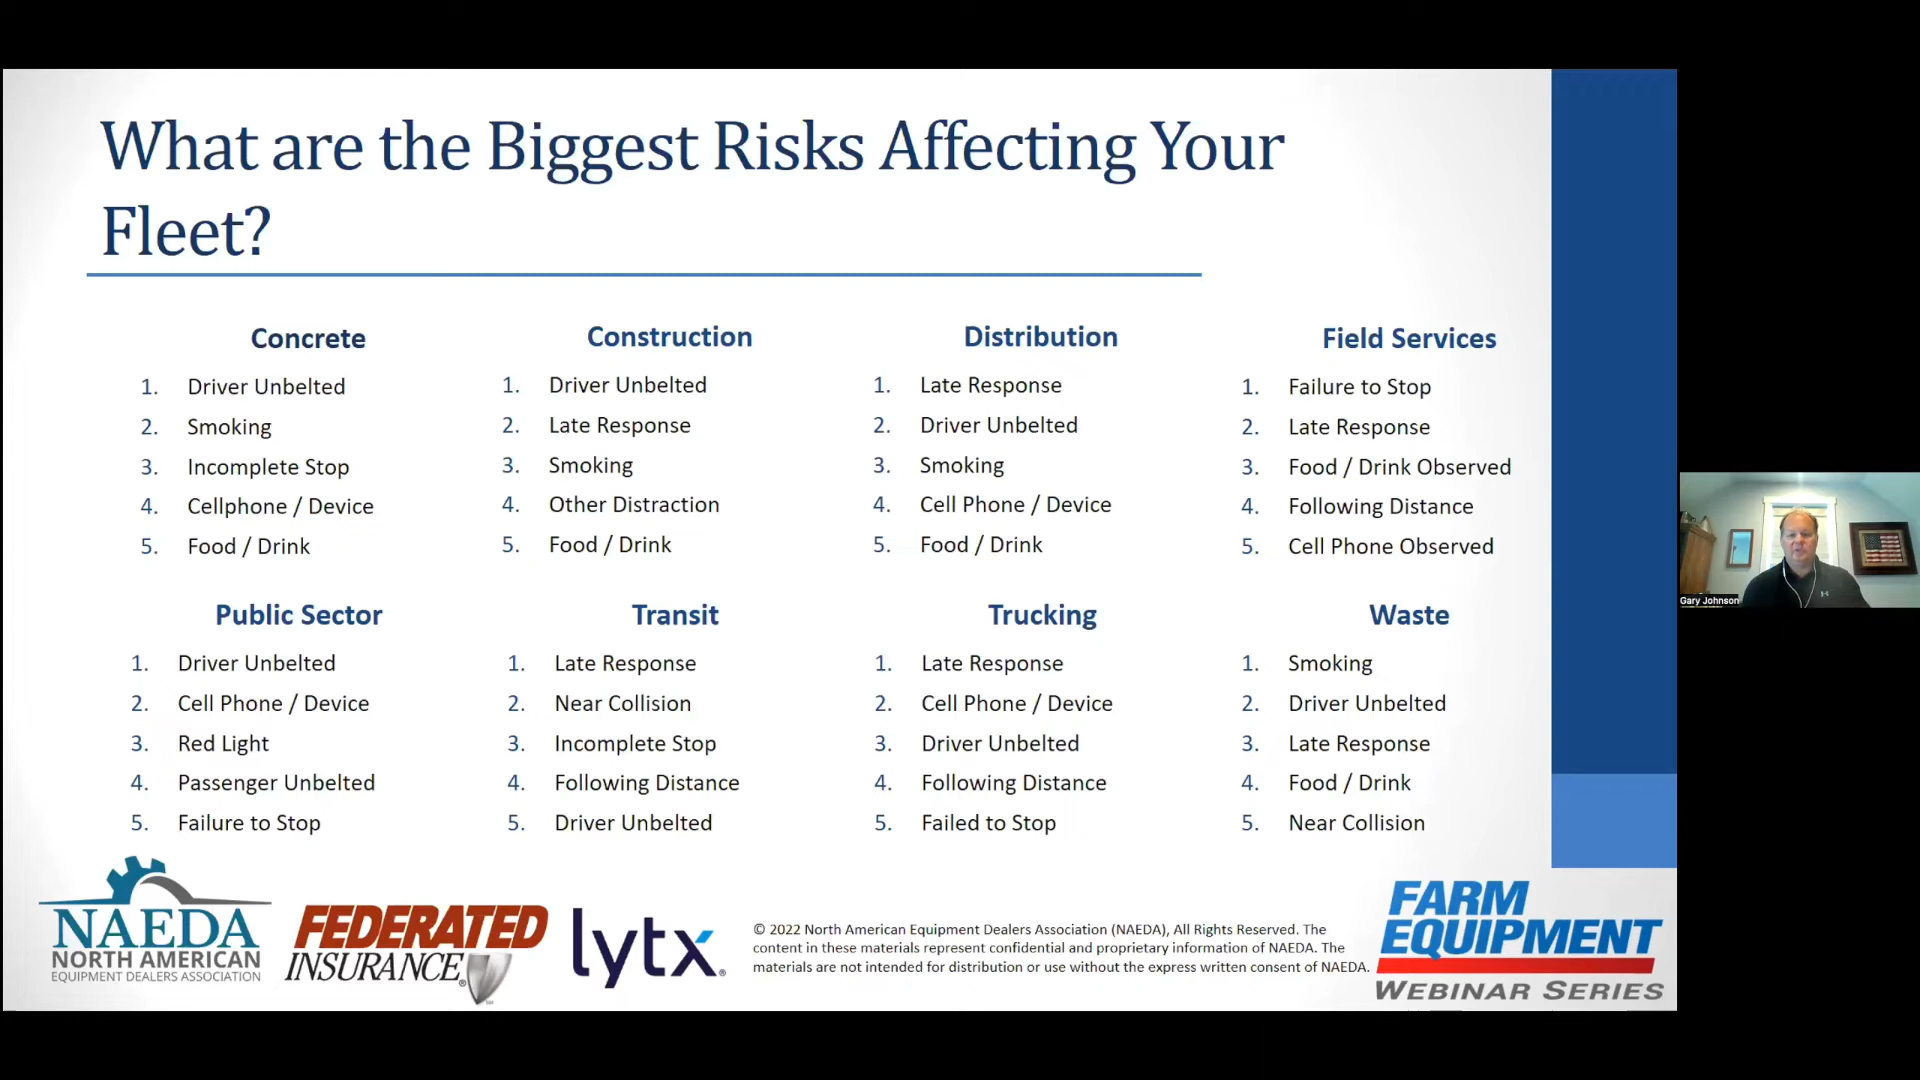 What are the Biggest Risks Affecting Your
Fleet?
Concrete
1. Driver Unbelted
2. Smoking
3. Incomplete Stop
4. Cellphone / Device
5. Food / Drink
Construction
1. Driver Unbelted
2. Late Response
3. Smoking
4. Other Distraction
5. Food / Drink
Distribution
1. Late Response
2. Driver Unbelted
3. Smoking
4. Cell Phone / Device
5. Food / Drink
Field Services
1. Failure to Stop
2. Late Response
3. Food / Drink Observed
4. Following Distance
5. Cell Phone Observed
Public Sector
1. Driver Unbelted
2. Cell Phone / Device
3. Red Light
4. Passenger Unbelted
5. Failure to Stop
Transit
1. Late Response
2. Near Collision
3. Incomplete Stop
4. Following Distance
5. Driver Unbelted
Trucking
1. Late Response
2. Cell Phone / Device
3. Driver Unbelted
4. Following Distance
5. Failed to Stop
Waste
1. Smoking
2. Driver Unbelted
3. Late Response
4. Food / Drink
5. Near Collision
Gary Johnson
NAEDA
NORTH AMERICAN
EQUIPMENT DEALERS ASSOCIATION
FEDERATED
INSURANCE®
lytx®
© 2022 North American Equipment Dealers Association (NAEDA), All Rights Reserved. The
content in these materials represent confidential and proprietary information of NAEDA. The
materials are not intended for distribution or use without the express written consent of NAEDA.
FARM
EQUIPMENT
WEBINAR SERIES